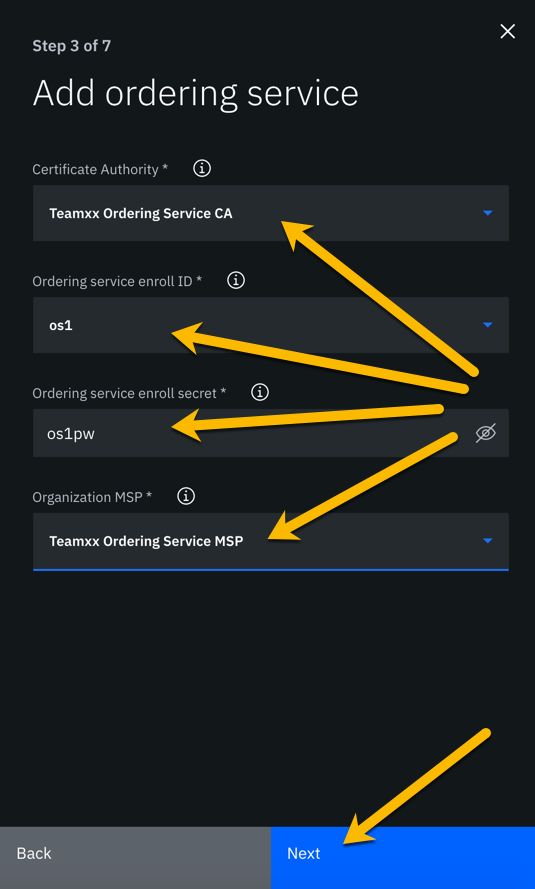 Step 3 of 7
Add ordering service
Certificate Authority *
Teamxx Ordering Service CA
Ordering service enroll ID *
os1
Ordering service enroll secret *
os1pw
Organization MSP *
Teamxx Ordering Service MSP
Back
Next